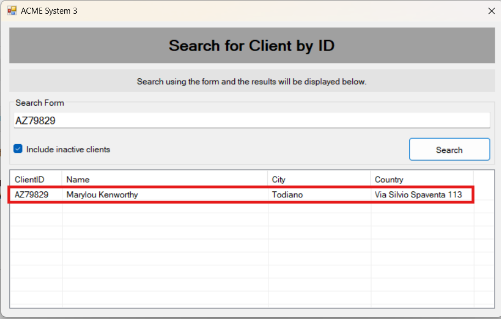 ACME System 3
Search for Client by ID
Search using the form and the results will be displayed below.
Search Form
AZ79829
Include inactive clients
Search
ClientID Name City Country
AZ79829 Marylou Kenworthy Todiano Via Silvio Spaventa 113